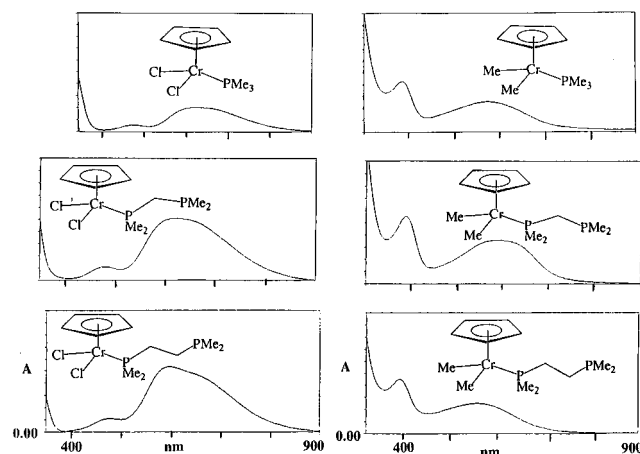 Cl Cr PMe3
Cl
Me Cr PMe3
Me
Cl Cr P PMe2
Cl Me2
Me Cr P PMe2
Me Me2
A
Cl Cr P PMe2
Cl Me2
0.00
400 nm 900
A
Me Cr P PMe2
Me Me2
0.00
400 nm 900